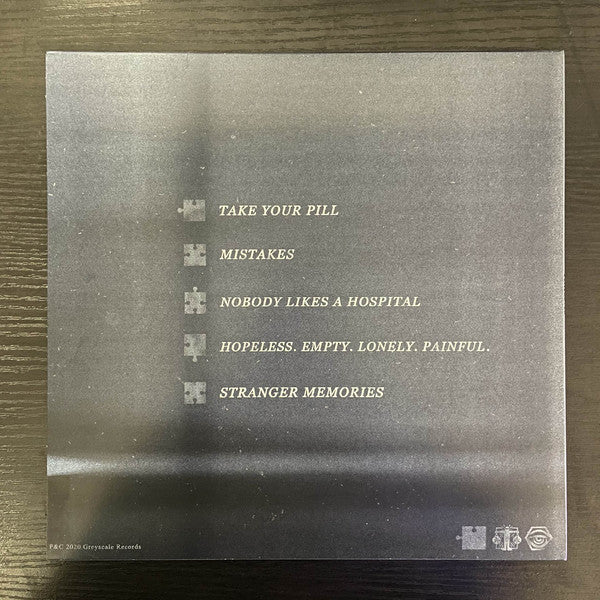 TAKE YOUR PILL
MISTAKES
NOBODY LIKES A HOSPITAL
HOPELESS. EMPTY. LONELY. PAINFUL.
STRANGER MEMORIES
P&C 2020 Greyscale Records